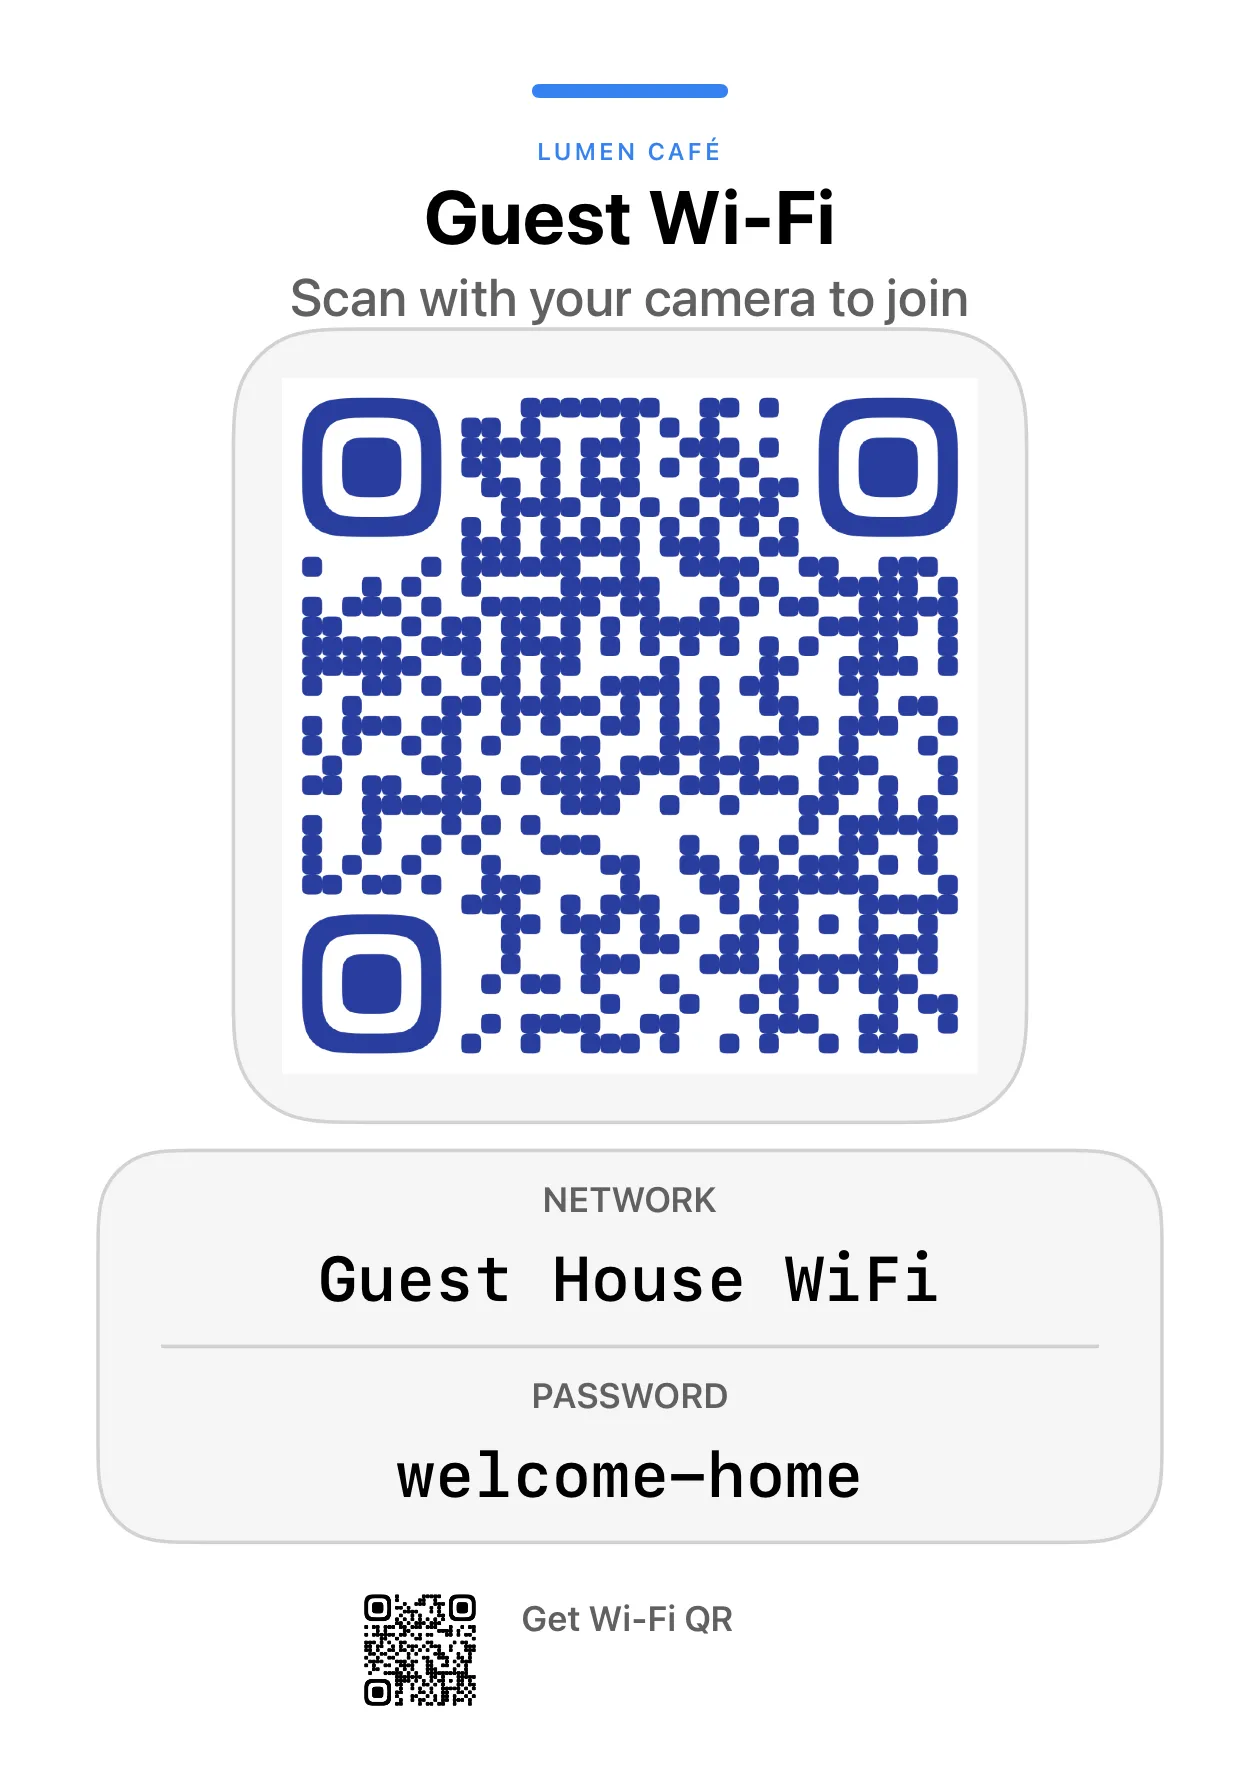 LUMEN CAFÉ
Guest Wi-Fi
Scan with your camera to join
NETWORK
Guest House WiFi
PASSWORD
welcome-home
Get Wi-Fi QR